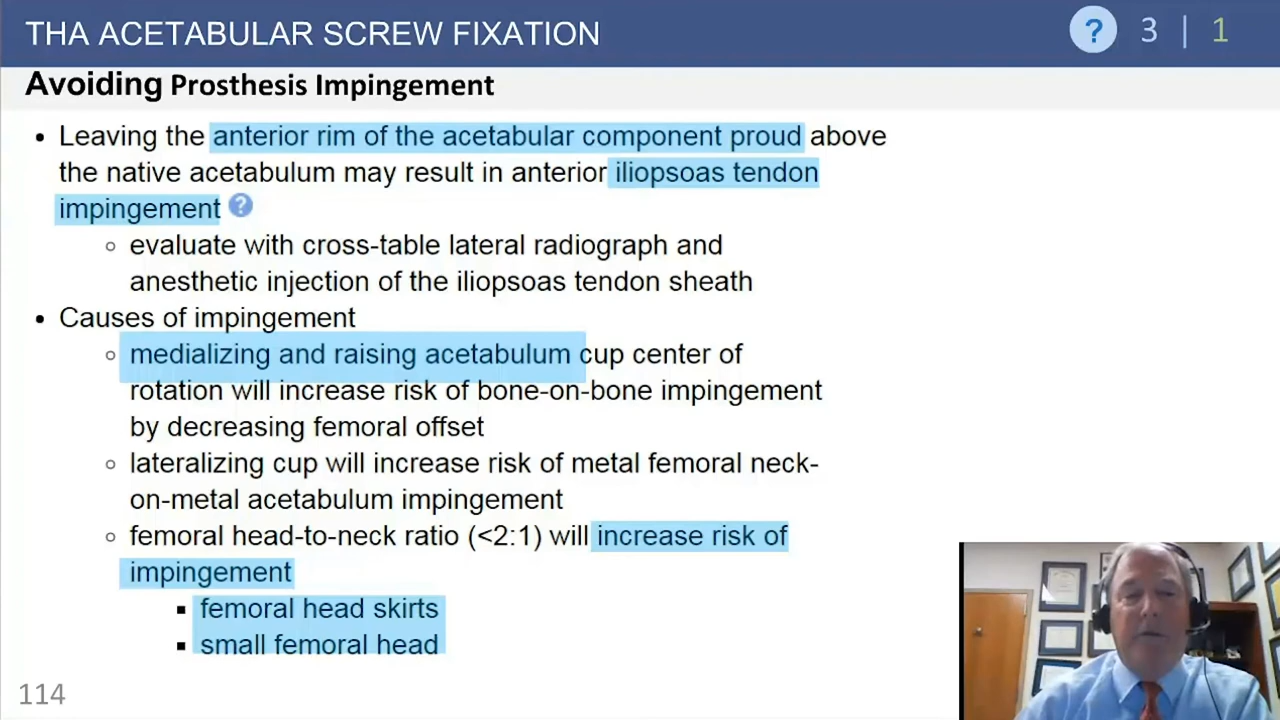 THA ACETABULAR SCREW FIXATION
? 3 | 1
Avoiding Prosthesis Impingement
• Leaving the anterior rim of the acetabular component proud above
the native acetabulum may result in anterior iliopsoas tendon
impingement ?
○ evaluate with cross-table lateral radiograph and
anesthetic injection of the iliopsoas tendon sheath
• Causes of impingement
○ medializing and raising acetabulum cup center of
rotation will increase risk of bone-on-bone impingement
by decreasing femoral offset
○ lateralizing cup will increase risk of metal femoral neck-
on-metal acetabulum impingement
○ femoral head-to-neck ratio (<2:1) will increase risk of
impingement
▪ femoral head skirts
▪ small femoral head
114